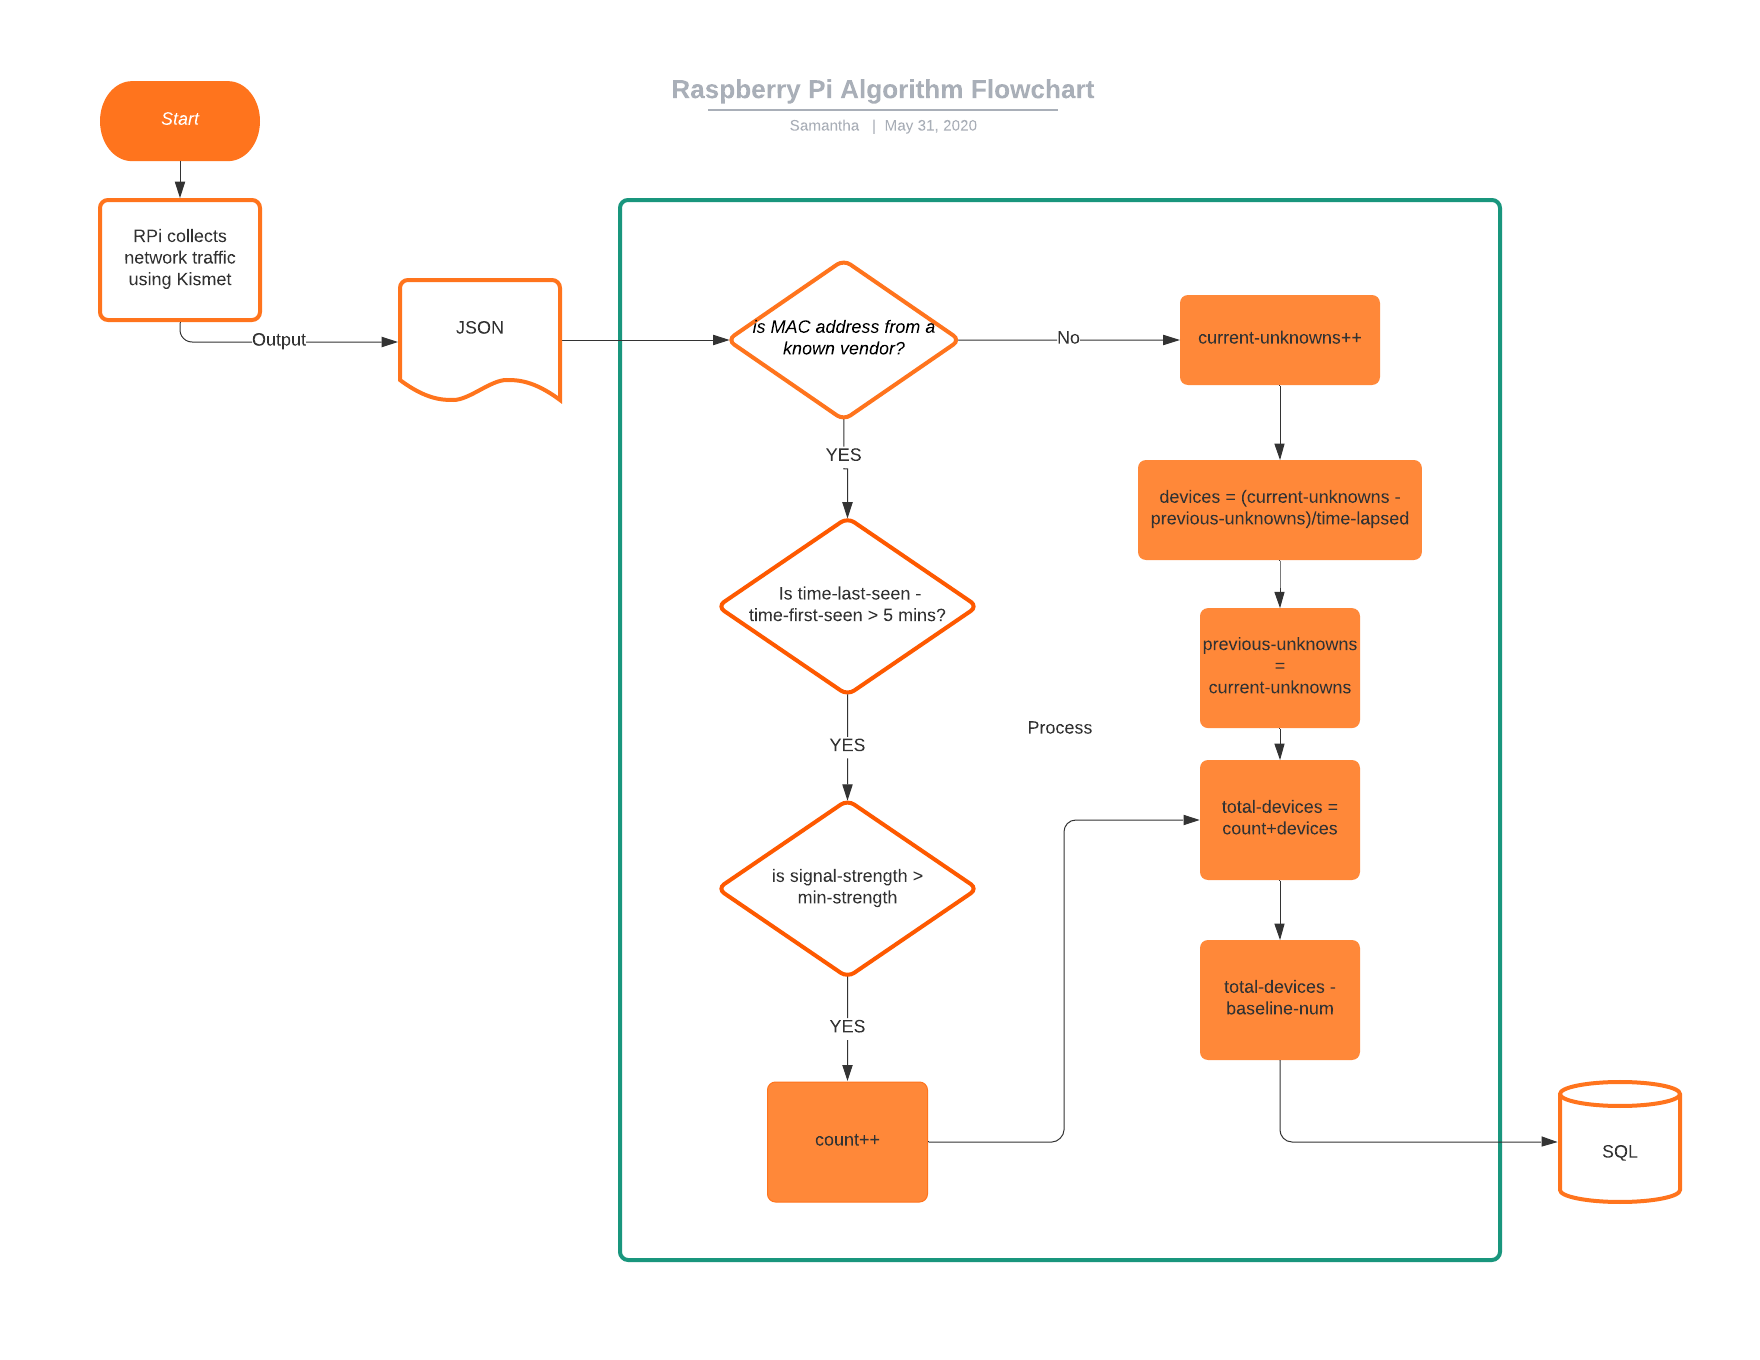 Raspberry Pi Algorithm Flowchart
Samantha | May 31, 2020
Start
RPi collects
network traffic
using Kismet
Output
JSON
is MAC address from a
known vendor?
No
current-unknowns++
YES
devices = (current-unknowns -
previous-unknowns)/time-lapsed
Is time-last-seen -
time-first-seen > 5 mins?
previous-unknowns
=
current-unknowns
YES
Process
total-devices =
count+devices
is signal-strength >
min-strength
total-devices -
baseline-num
YES
count++
SQL